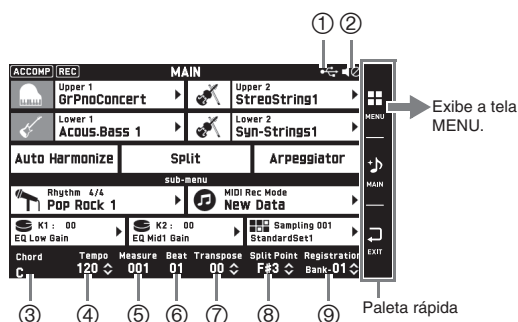 ① ②
ACCOMP REC MAIN
Upper 1
GrPnoConcert
Upper 2
StreoString1
Lower 1
Acous.Bass 1
Lower 2
Syn-Strings1
Auto Harmonize Split Arpeggiator
sub-menu
Rhythm 4/4
Pop Rock 1
MIDI Rec Mode
New Data
K1 : 00
EQ Low Gain
K2 : 00
EQ Mid1 Gain
Sampling 001
StandardSet1
Chord Tempo Measure Beat Transpose Split Point Registration
C 120 001 01 00 F#3 Bank-01
MENU
MAIN
EXIT
Exibe a tela
MENU.
③ ④ ⑤ ⑥ ⑦ ⑧ ⑨
Paleta rápida